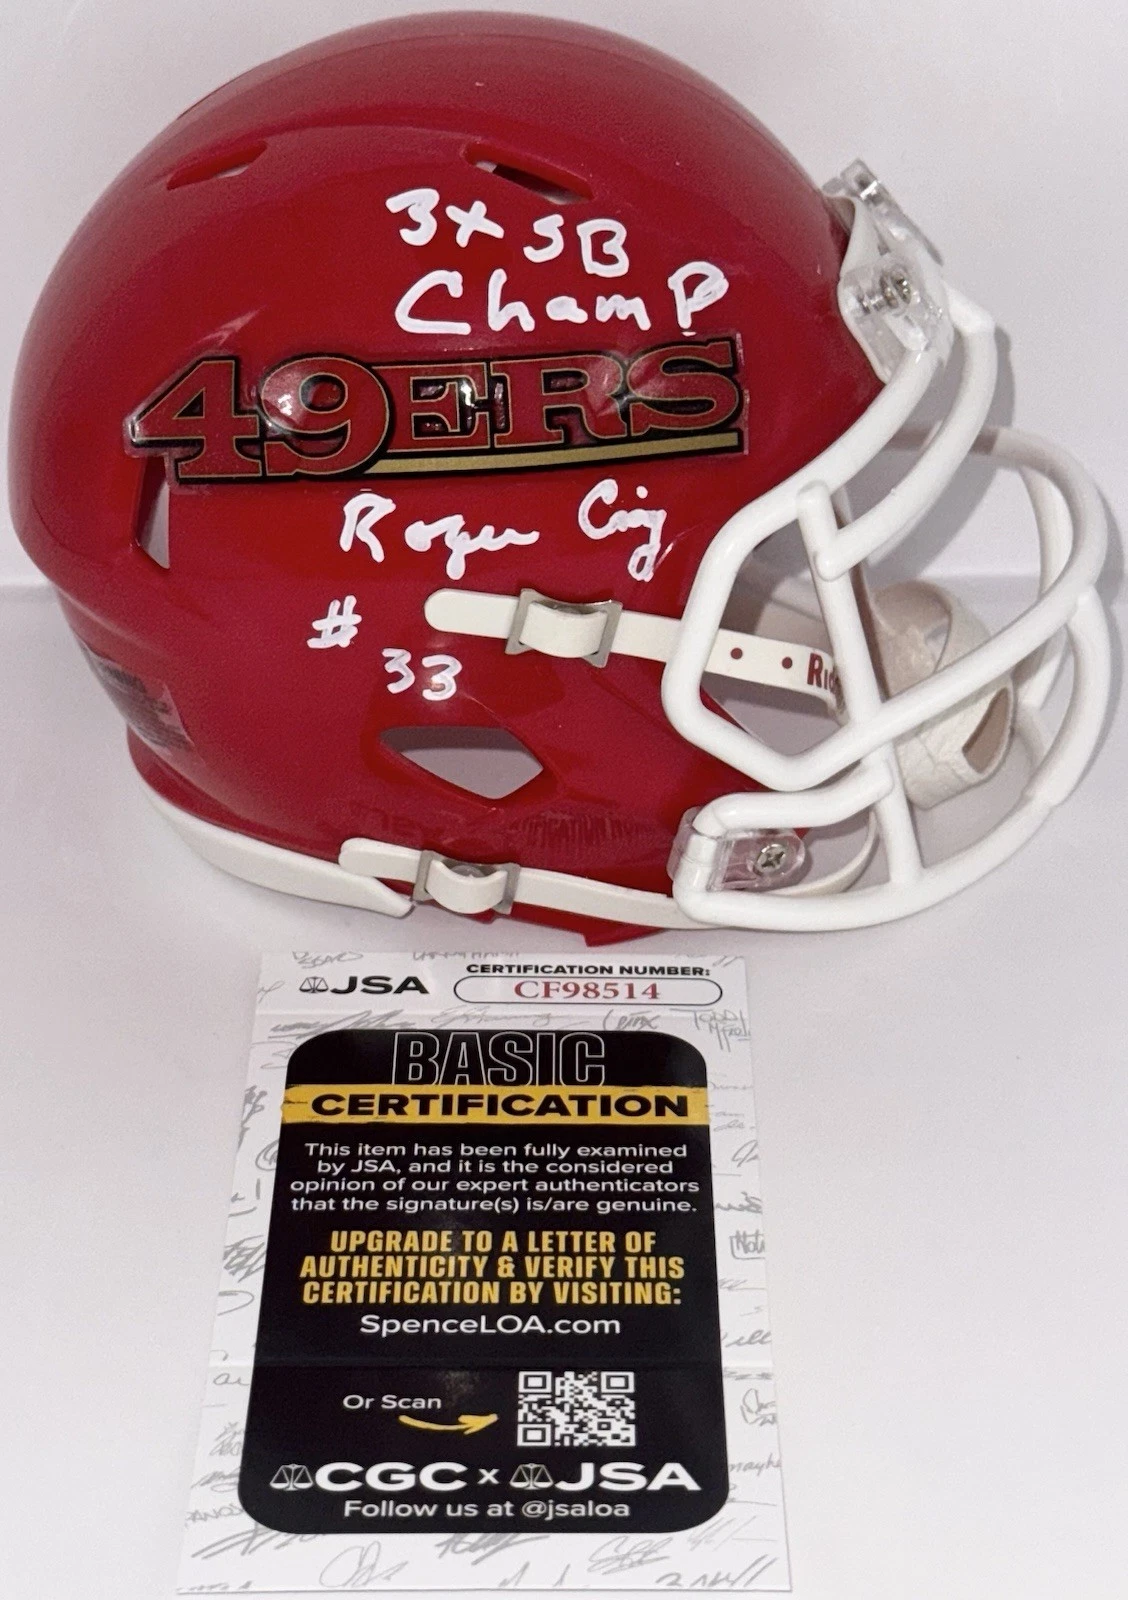 3x SB
Champ
49ERS
Roger Craig
#
33
JSA
CERTIFICATION NUMBER:
CF98514
BASIC
CERTIFICATION
This item has been fully examined
by JSA, and it is the considered
opinion of our expert authenticators
that the signature(s) is/are genuine.
UPGRADE TO A LETTER OF
AUTHENTICITY & VERIFY THIS
CERTIFICATION BY VISITING:
SpenceLOA.com
Or Scan
CGC x JSA
Follow us at @jsaloa